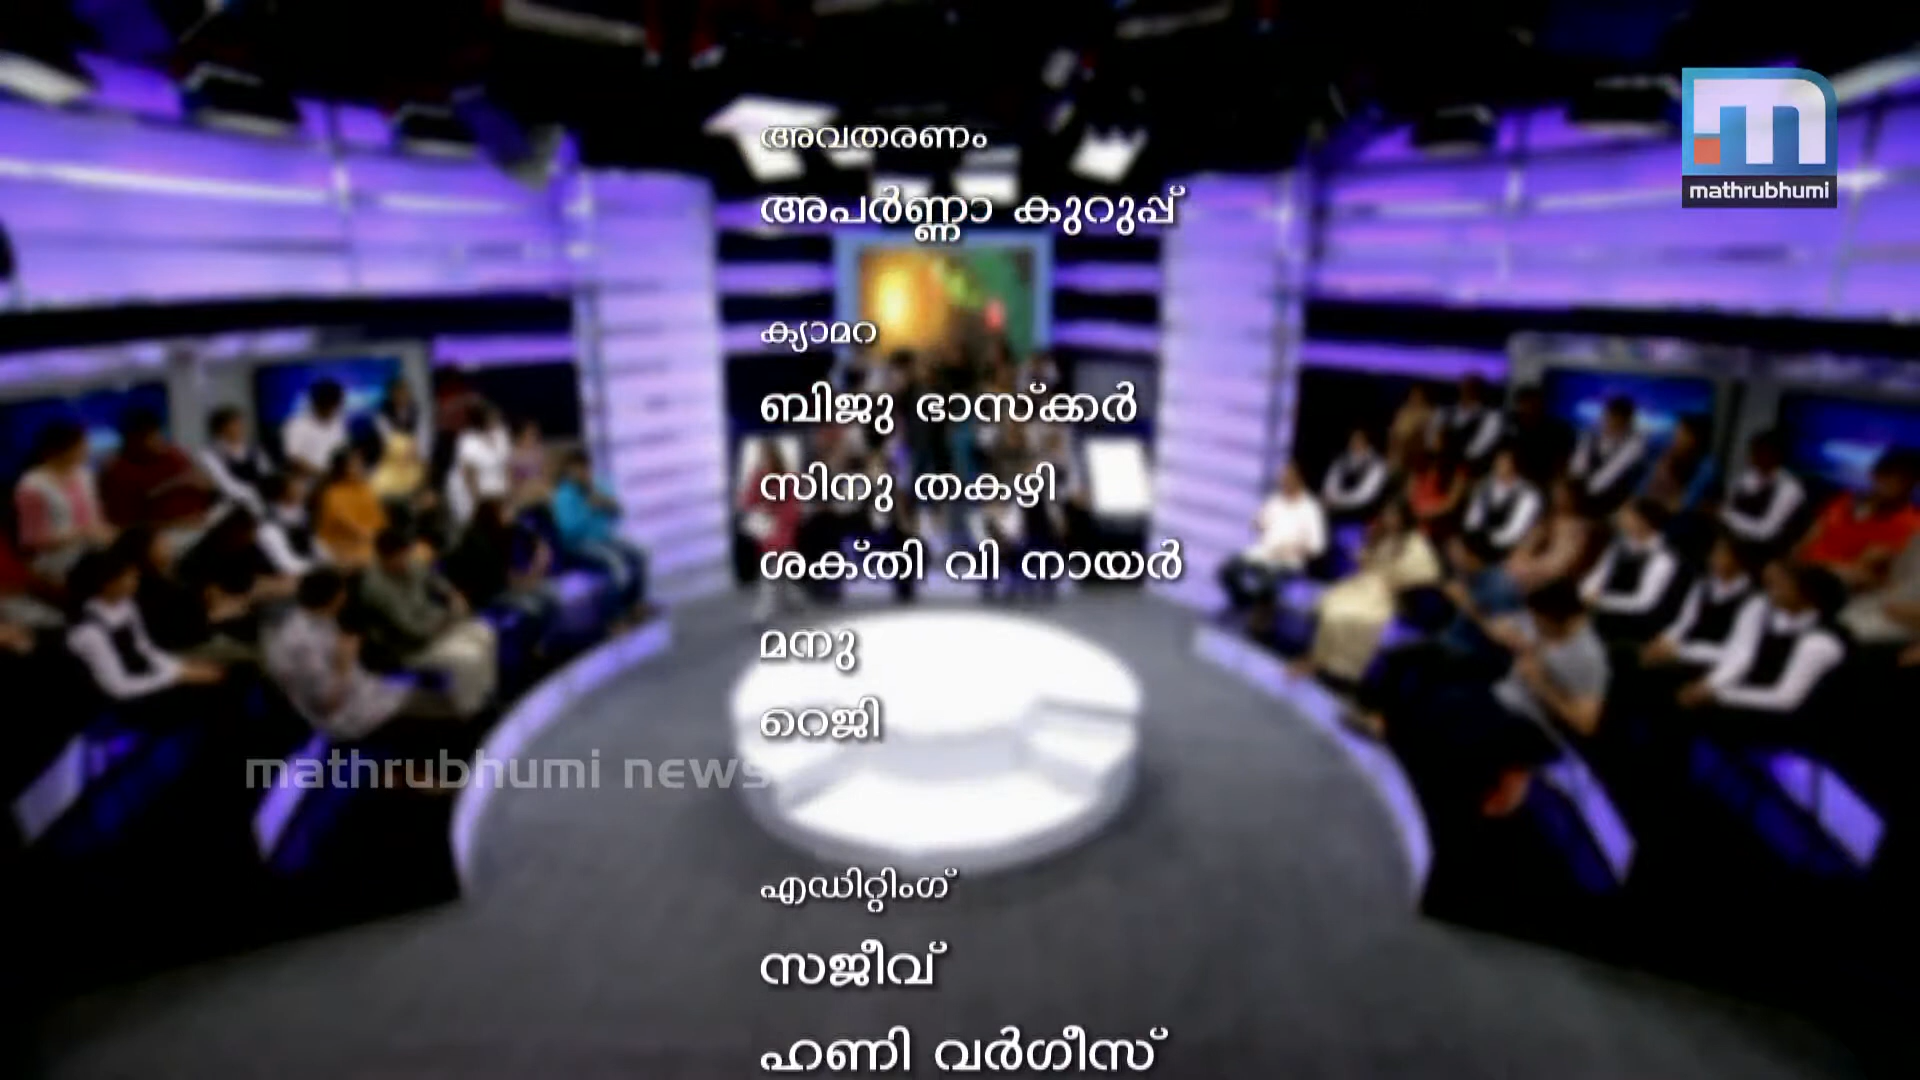 mathrubhumi
അവതരണം
അപർണ്ണാ കുറുപ്പ്
ക്യാമറ
ബിജു ഭാസ്ക്കർ
സിനു തകഴി
ശക്തി വി നായർ
മനു
റെജി
mathrubhumi news
എഡിറ്റിംഗ്
സജീവ്
ഹണി വർഗീസ്